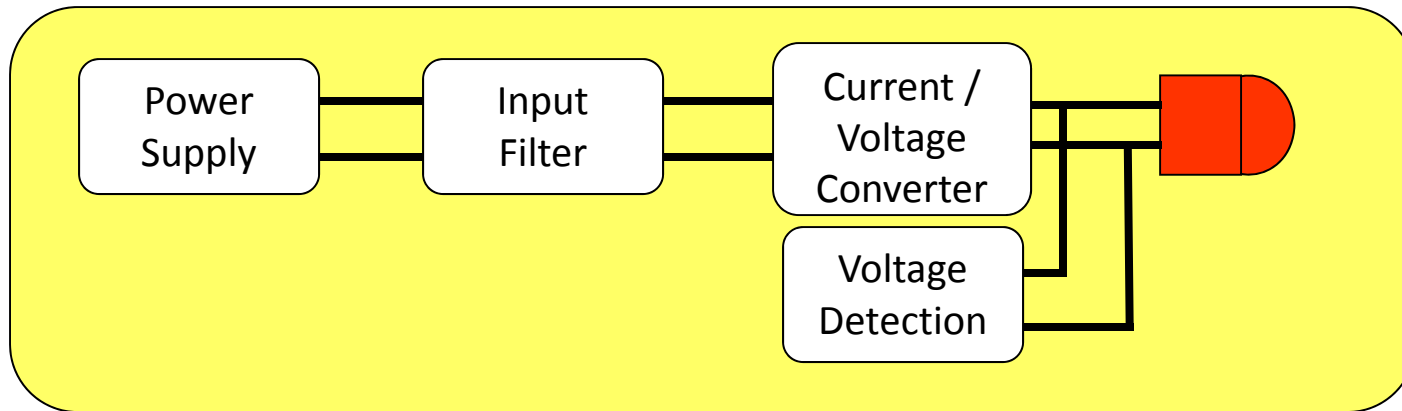 Power
Supply
Input
Filter
Current /
Voltage
Converter
Voltage
Detection